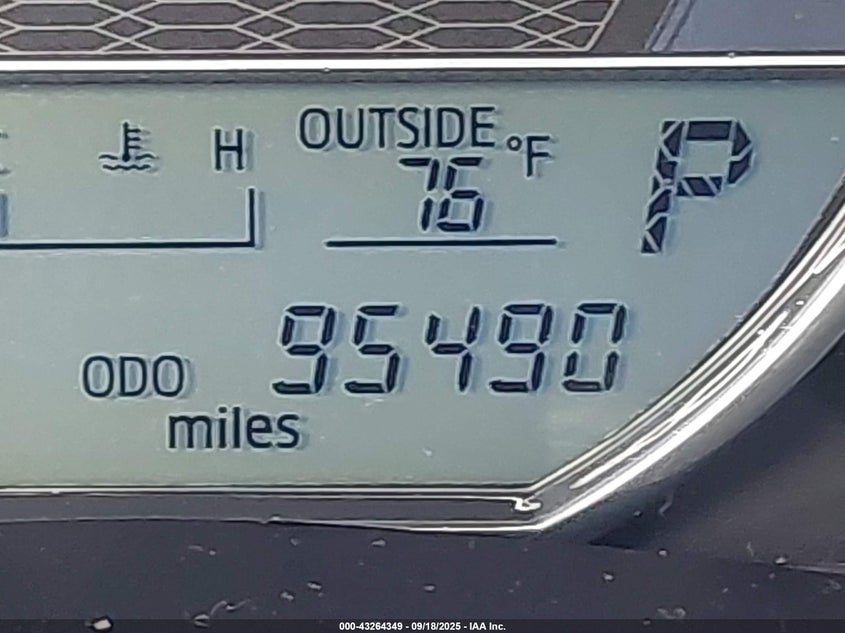 H
OUTSIDE
76 °F
P
ODO 95490
miles
000-43264349 - 09/18/2025 - IAA Inc.